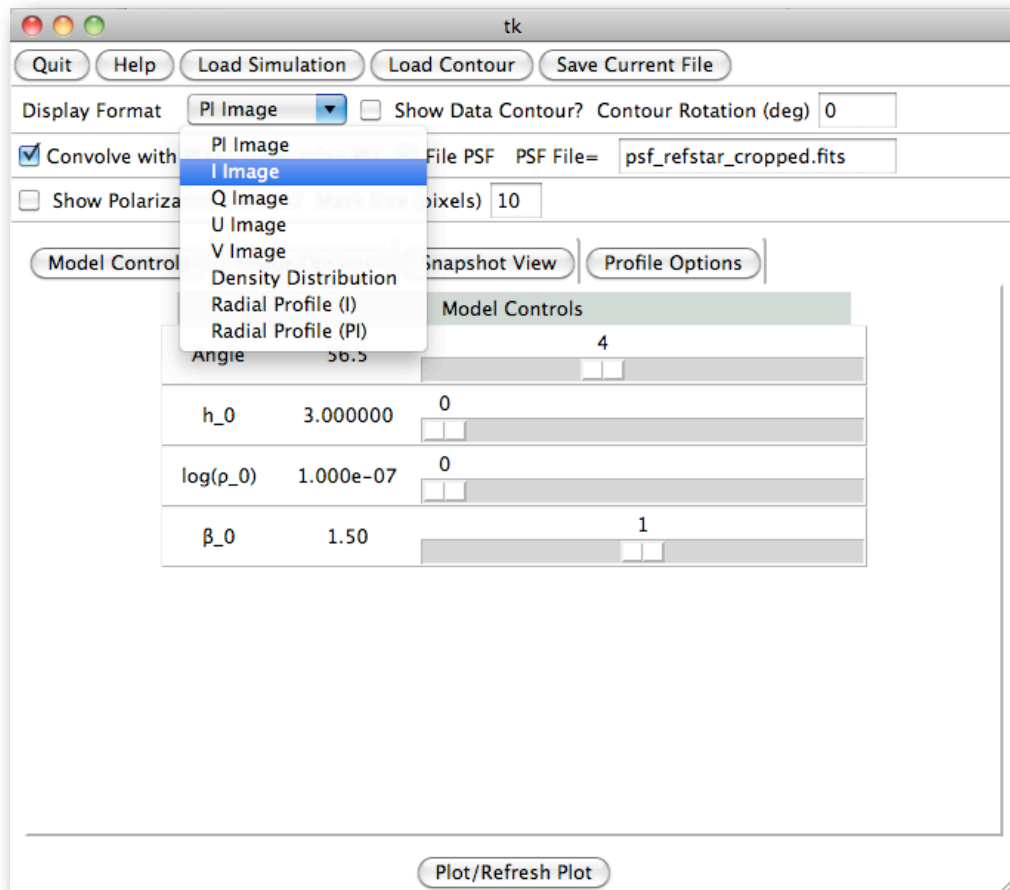 tk
Quit Help Load Simulation Load Contour Save Current File
Display Format PI Image Show Data Contour? Contour Rotation (deg) 0
PI Image
Convolve with File PSF PSF File= psf_refstar_cropped.fits
I Image
Q Image
Show 10
U Image
V Image
Model Snapshot View Profile Options
Density Distribution
Radial Profile (I)
Model Controls
Radial Profile (PI)
Angle 56.5 4
h_0 3.000000 0
log(ρ_0) 1.000e-07 0
β_0 1.50 1
Plot/Refresh Plot